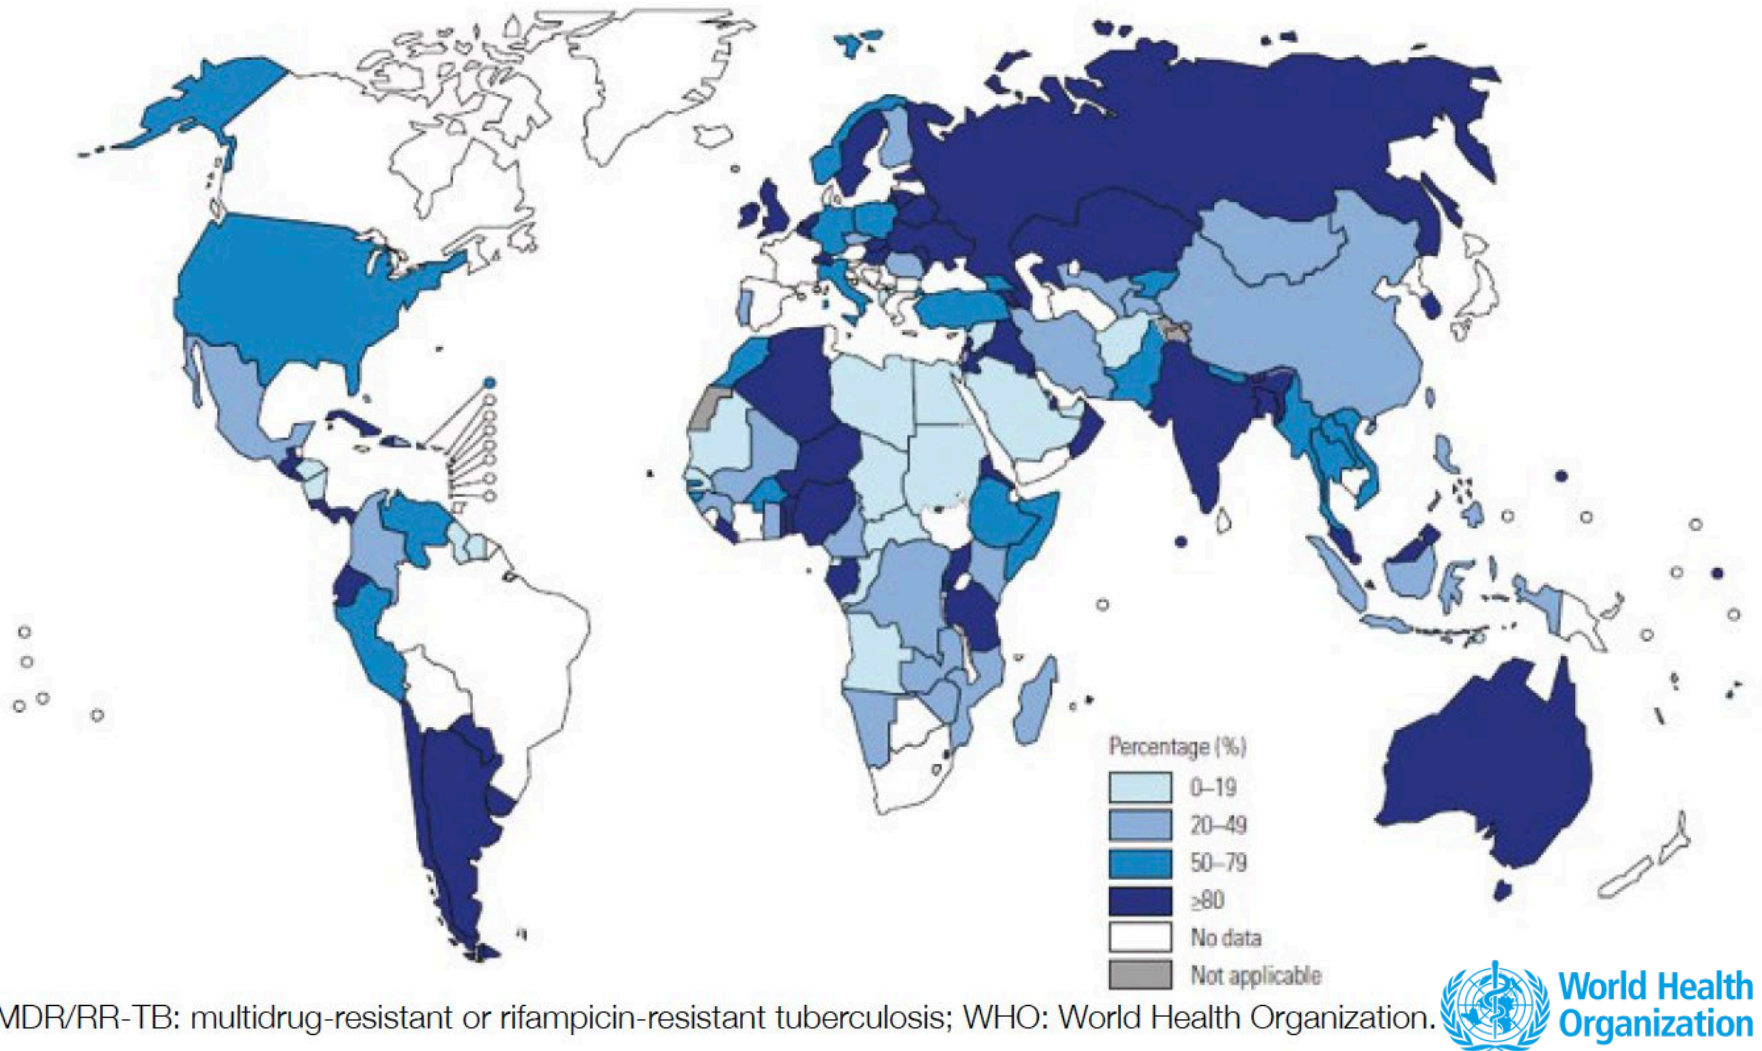 Percentage (%)
0–19
20–49
50–79
≥80
No data
Not applicable
MDR/RR-TB: multidrug-resistant or rifampicin-resistant tuberculosis; WHO: World Health Organization.
World Health
Organization